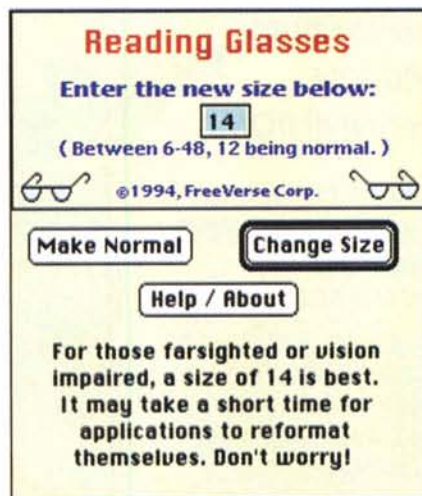 Reading Glasses
Enter the new size below:
14
( Between 6-48, 12 being normal. )
©1994, FreeVerse Corp.
Make Normal
Change Size
Help / About
For those farsighted or vision
impaired, a size of 14 is best.
It may take a short time for
applications to reformat
themselves. Don't worry!